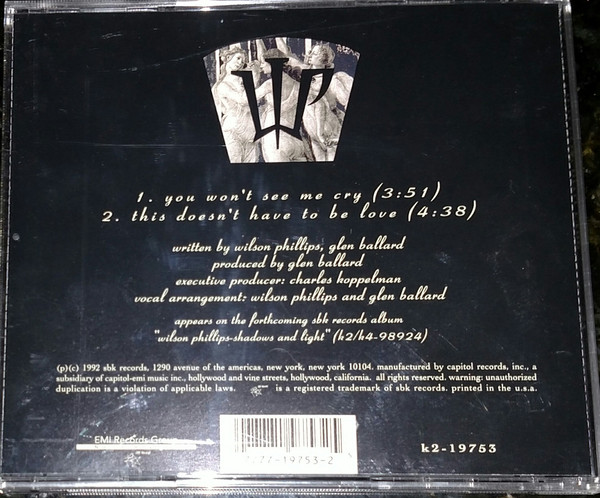 WP
1. you won't see me cry (3:51)
2. this doesn't have to be love (4:38)
written by wilson phillips, glen ballard
produced by glen ballard
executive producer: charles koppelman
vocal arrangement: wilson phillips and glen ballard
appears on the forthcoming sbk records album
"wilson phillips-shadows and light" (k2/k4-98924)
(p)(c) 1992 sbk records, 1290 avenue of the americas, new york, new york 10104. manufactured by capitol records, inc., a
subsidiary of capitol-emi music inc., hollywood and vine streets, hollywood, california. all rights reserved. warning: unauthorized
duplication is a violation of applicable laws. is a registered trademark of sbk records. printed in the u.s.a.
EMI Records Group
k2-19753
7777-19753-2